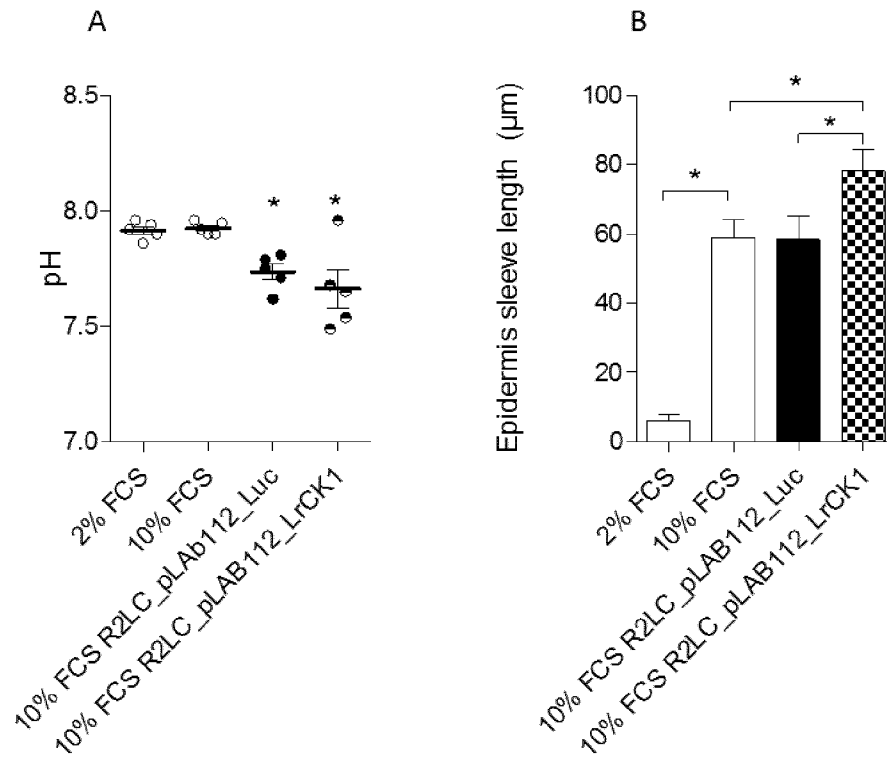 A
8.5
8.0
7.5
7.0
pH
* *
2% FCS
10% FCS
10% FCS R2LC_pLAb112_Luc
10% FCS R2LC_pLAB112_LrCK1
B
100
80
60
40
20
0
Epidermis sleeve length (µm)
*
*
*
2% FCS
10% FCS
10% FCS R2LC_pLAB112_Luc
10% FCS R2LC_pLAB112_LrCK1